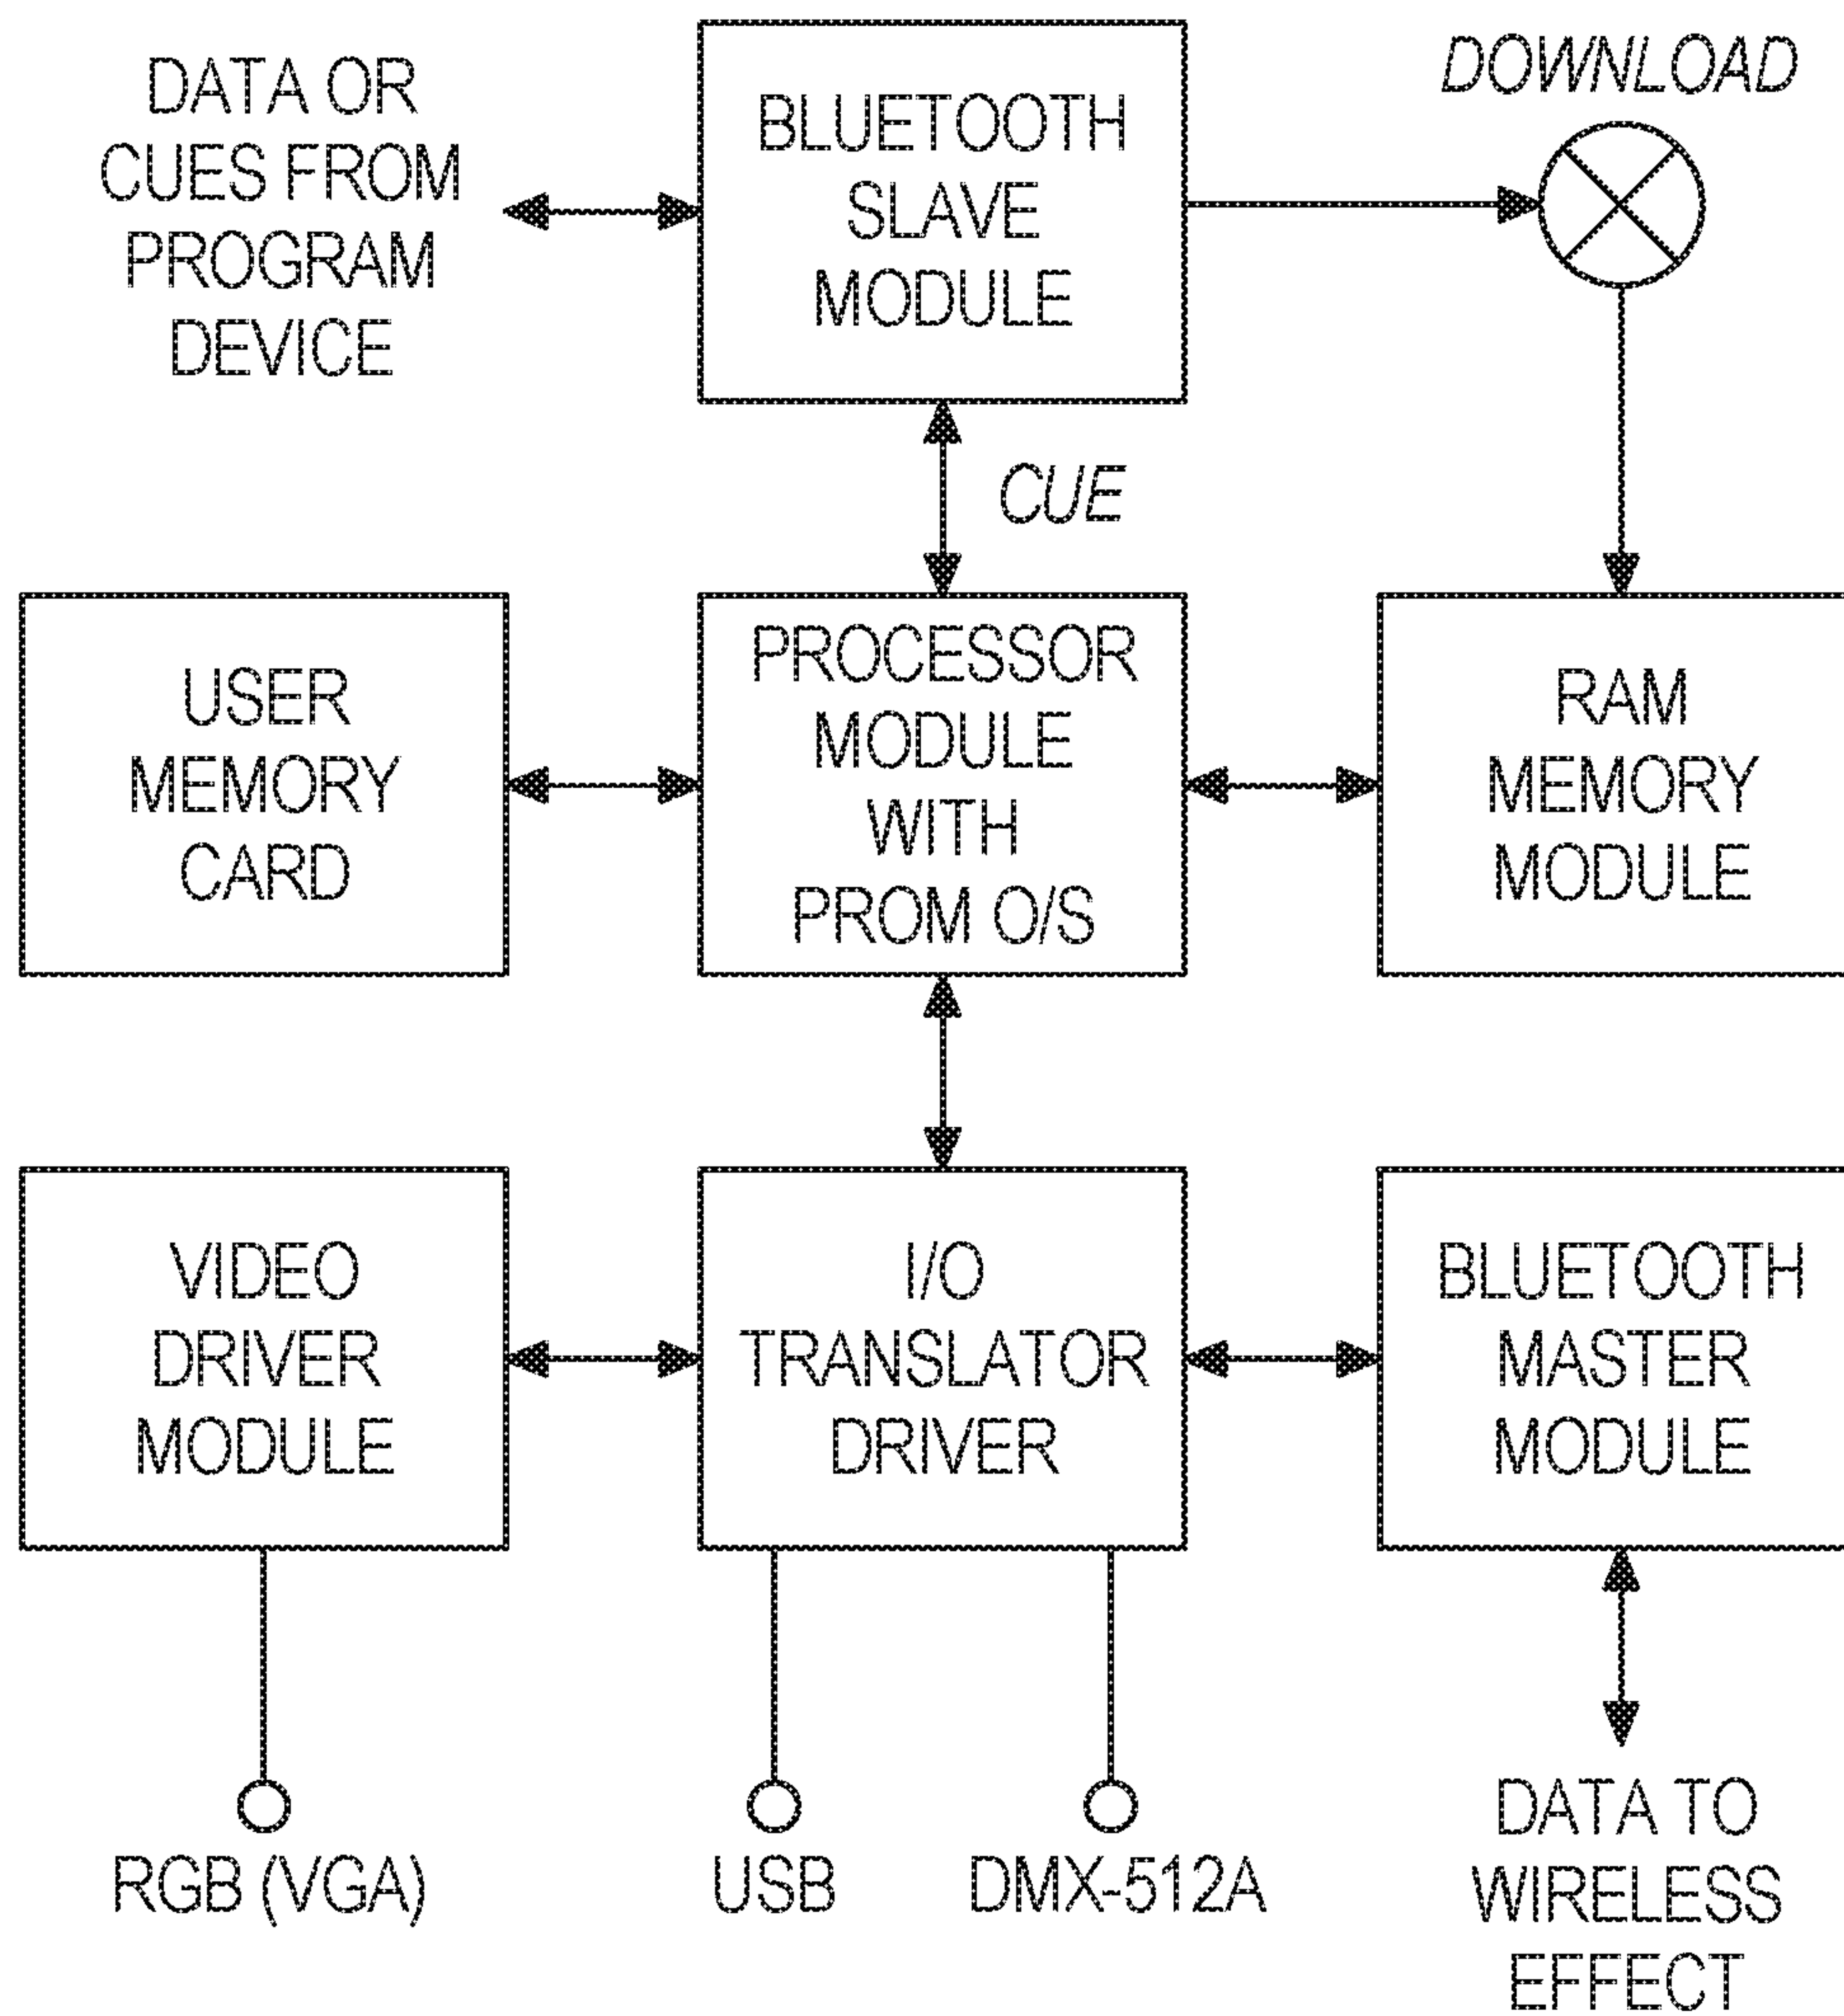 DATA OR
CUES FROM
PROGRAM
DEVICE
BLUETOOTH
SLAVE
MODULE
DOWNLOAD
CUE
USER
MEMORY
CARD
PROCESSOR
MODULE
WITH
PROM O/S
RAM
MEMORY
MODULE
VIDEO
DRIVER
MODULE
I/O
TRANSLATOR
DRIVER
BLUETOOTH
MASTER
MODULE
RGB (VGA)
USB
DMX-512A
DATA TO
WIRELESS
EFFECT